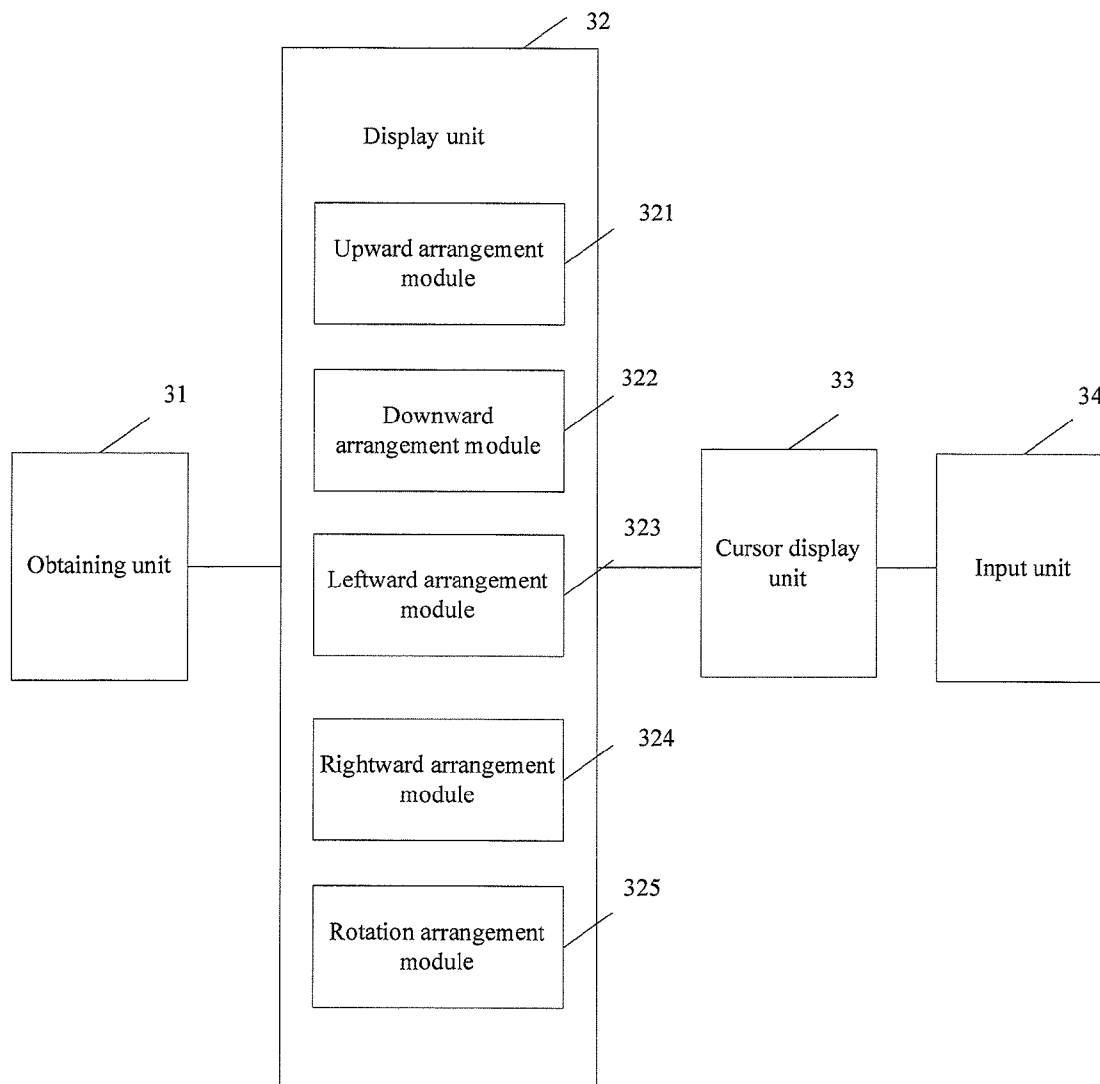 32
Display unit
321
Upward arrangement
module
322
Downward
arrangement module
31
33
34
323
Obtaining unit
Leftward arrangement
module
Cursor display
unit
Input unit
324
Rightward arrangement
module
325
Rotation arrangement
module